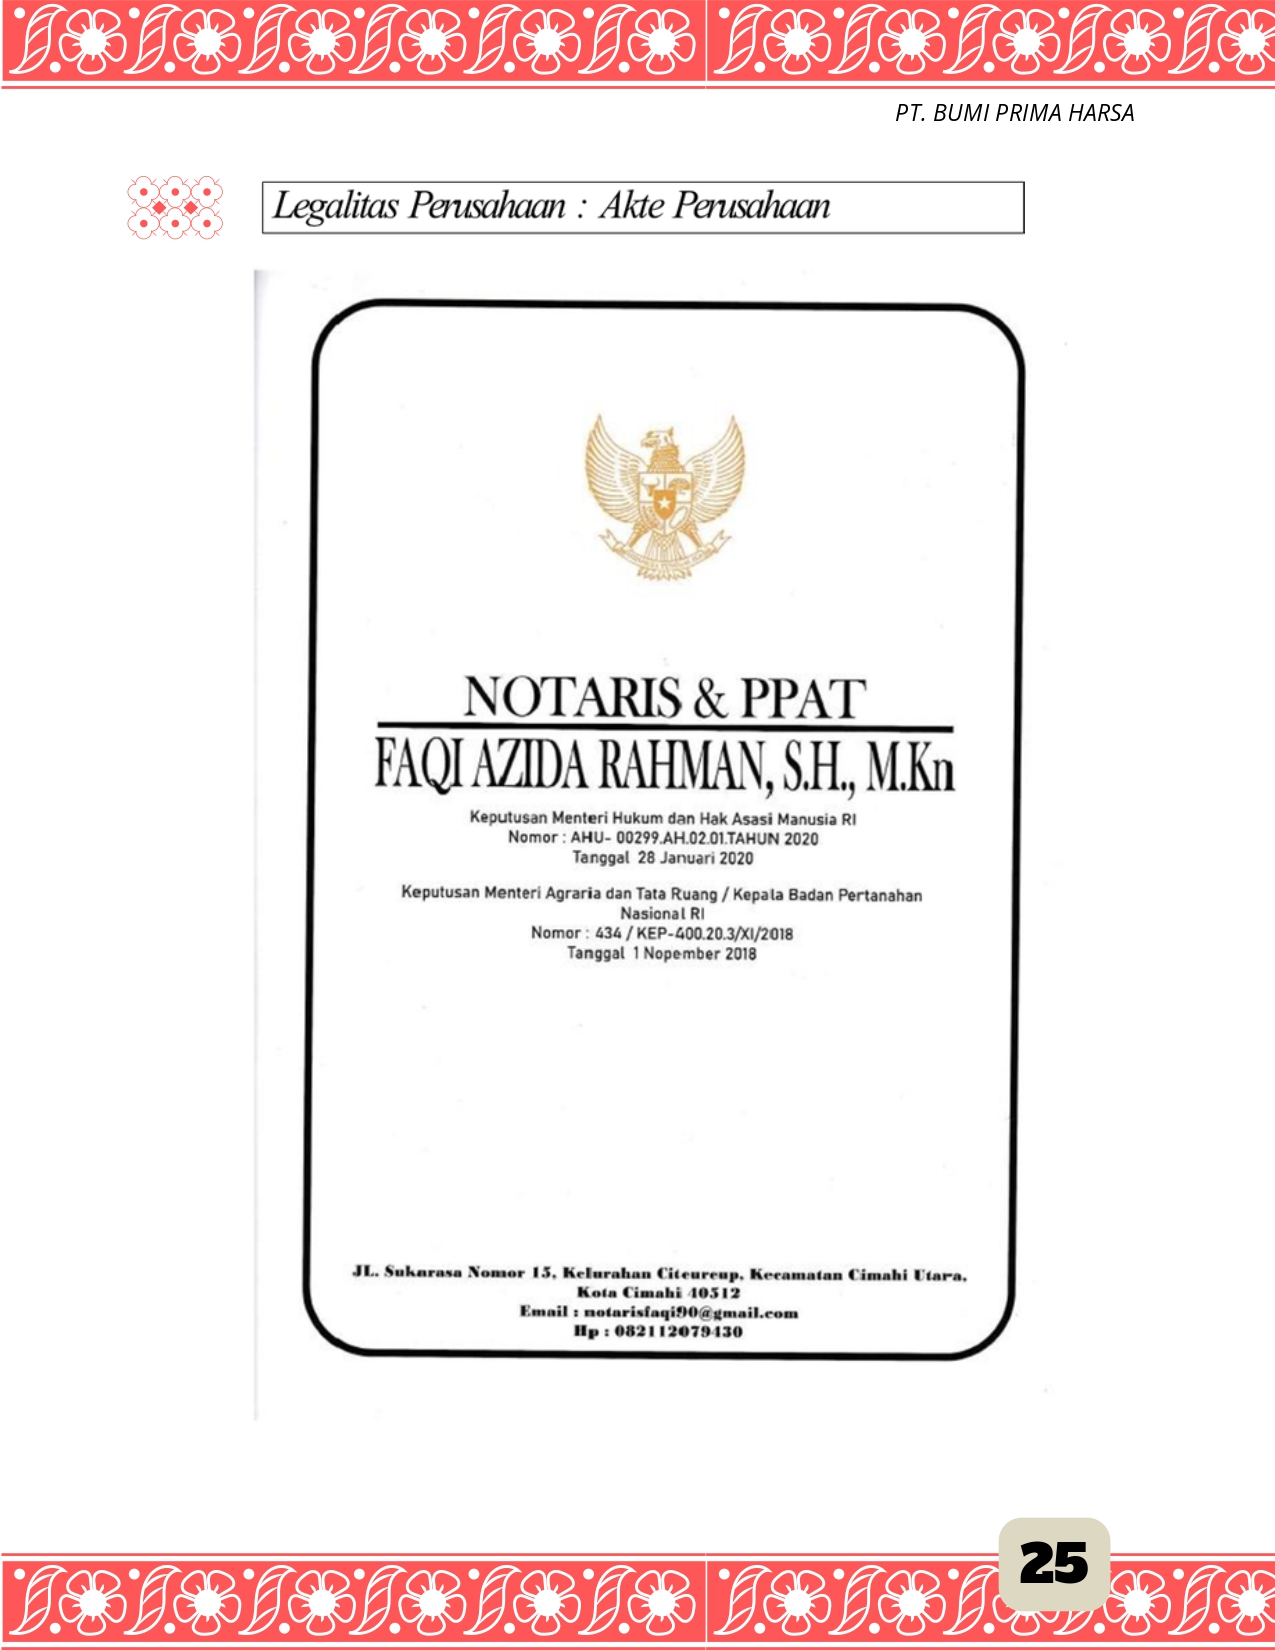 PT. BUMI PRIMA HARSA
Legalitas Perusahaan : Akte Perusahaan
NOTARIS & PPAT
FAQI AZIDA RAHMAN, S.H., M.Kn
Keputusan Menteri Hukum dan Hak Asasi Manusia RI
Nomor : AHU- 00299.AH.02.01.TAHUN 2020
Tanggal 28 Januari 2020
Keputusan Menteri Agraria dan Tata Ruang / Kepala Badan Pertanahan
Nasional RI
Nomor : 434 / KEP-400.20.3/XI/2018
Tanggal 1 Nopember 2018
JL. Sukarasa Nomor 15, Kelurahan Citeureup, Kecamatan Cimahi Utara,
Kota Cimahi 40512
Email : notarisfaqi90@gmail.com
Hp : 082112079430
25